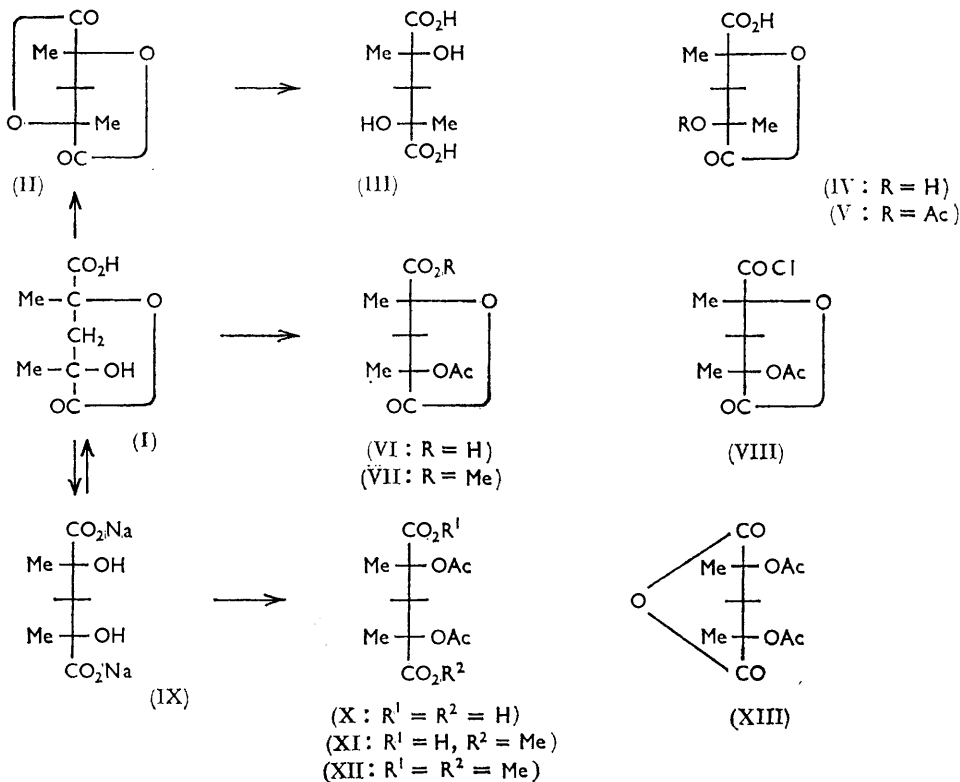 CO
Me
O
O
Me
OC
(II)
CO₂H
Me
OH
HO
Me
CO₂H
(III)
CO₂H
Me
O
RO
Me
OC
(IV: R = H)
(V: R = Ac)
CO₂H
Me
C
O
CH₂
Me
C
OH
OC
(I)
CO₂R
Me
O
Me
OAc
OC
(VI: R = H)
(VII: R = Me)
COCl
Me
O
Me
OAc
OC
(VIII)
CO₂Na
Me
OH
Me
OH
CO₂Na
(IX)
CO₂R¹
Me
OAc
Me
OAc
CO₂R²
(X: R¹ = R² = H)
(XI: R¹ = H, R² = Me)
(XII: R¹ = R² = Me)
CO
Me
OAc
O
Me
OAc
CO
(XIII)